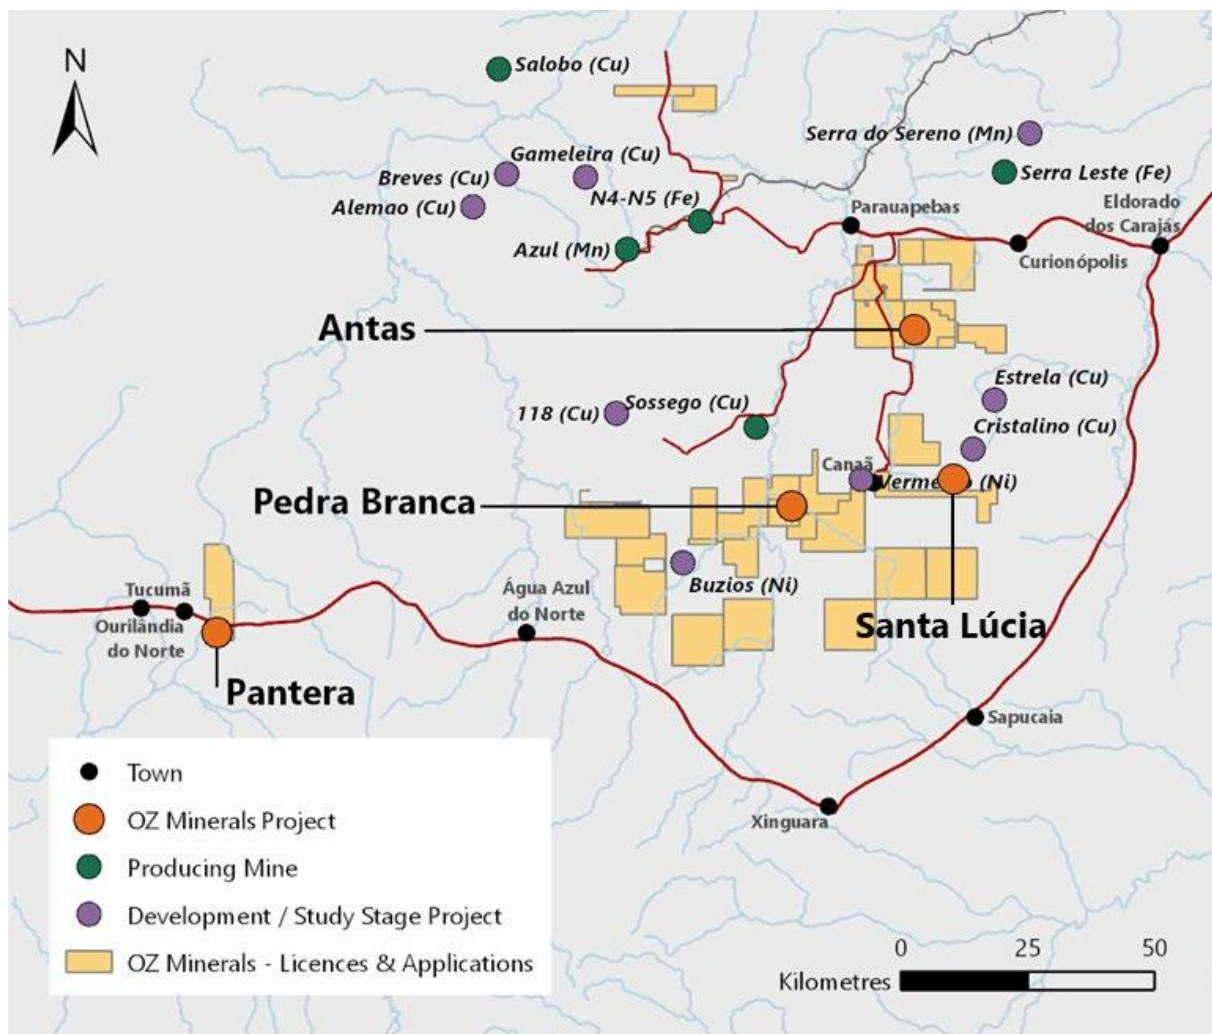 N
Salobo (Cu)
Serra do Sereno (Mn)
Gameleira (Cu)
Breves (Cu)
Serra Leste (Fe)
N4-N5 (Fe)
Alemao (Cu)
Parauapebas
Eldorado
dos Carajás
Azul (Mn)
Curionópolis
Antas
Estrela (Cu)
118 (Cu)
Sossego (Cu)
Cristalino (Cu)
Canaã
Pedra Branca
Buzios (Ni)
Tucumã
Água Azul
do Norte
Ourilândia
do Norte
Santa Lúcia
Pantera
Sapucaia
Xinguara
Town
OZ Minerals Project
Producing Mine
Development / Study Stage Project
OZ Minerals - Licences & Applications
0 25 50
Kilometres